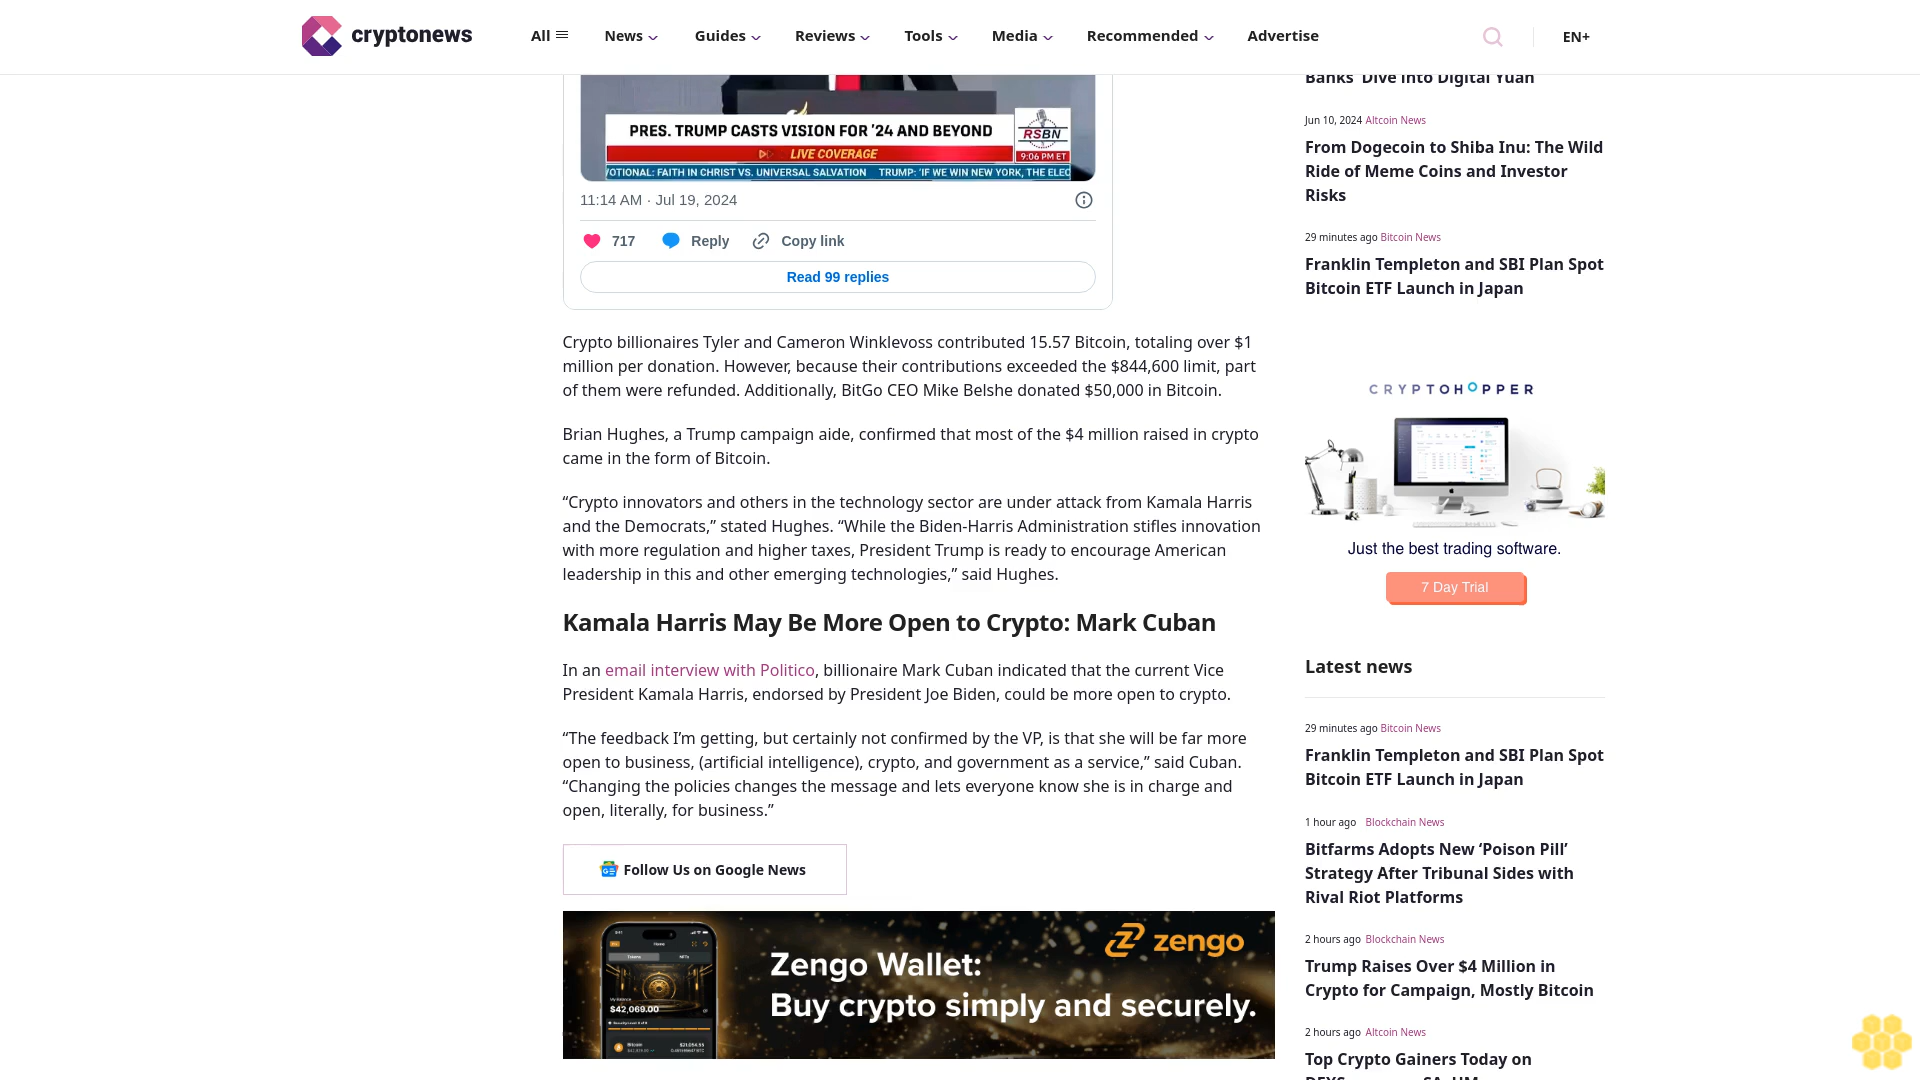 cryptonews
All
News
Guides
Reviews
Tools
Media
Recommended
Advertise
EN+
PRES. TRUMP CASTS VISION FOR '24 AND BEYOND
RSBN
LIVE COVERAGE
9:06 PM ET
OTIONAL: FAITH IN CHRIST VS. UNIVERSAL SALVATION TRUMP: 'IF WE WIN NEW YORK, THE ELEC
11:14 AM · Jul 19, 2024
717
Reply
Copy link
Read 99 replies
Crypto billionaires Tyler and Cameron Winklevoss contributed 15.57 Bitcoin, totaling over $1
million per donation. However, because their contributions exceeded the $844,600 limit, part
of them were refunded. Additionally, BitGo CEO Mike Belshe donated $50,000 in Bitcoin.
Brian Hughes, a Trump campaign aide, confirmed that most of the $4 million raised in crypto
came in the form of Bitcoin.
“Crypto innovators and others in the technology sector are under attack from Kamala Harris
and the Democrats,” stated Hughes. “While the Biden-Harris Administration stifles innovation
with more regulation and higher taxes, President Trump is ready to encourage American
leadership in this and other emerging technologies,” said Hughes.
Kamala Harris May Be More Open to Crypto: Mark Cuban
In an email interview with Politico, billionaire Mark Cuban indicated that the current Vice
President Kamala Harris, endorsed by President Joe Biden, could be more open to crypto.
“The feedback I’m getting, but certainly not confirmed by the VP, is that she will be far more
open to business, (artificial intelligence), crypto, and government as a service,” said Cuban.
“Changing the policies changes the message and lets everyone know she is in charge and
open, literally, for business.”
Follow Us on Google News
Home
$42,069.00
Bitcoin
zengo
Zengo Wallet:
Buy crypto simply and securely.
Banks’ Dive into Digital Yuan
Jun 10, 2024 Altcoin News
From Dogecoin to Shiba Inu: The Wild
Ride of Meme Coins and Investor
Risks
29 minutes ago Bitcoin News
Franklin Templeton and SBI Plan Spot
Bitcoin ETF Launch in Japan
CRYPTOHOPPER
Just the best trading software.
7 Day Trial
Latest news
29 minutes ago Bitcoin News
Franklin Templeton and SBI Plan Spot
Bitcoin ETF Launch in Japan
1 hour ago Blockchain News
Bitfarms Adopts New ‘Poison Pill’
Strategy After Tribunal Sides with
Rival Riot Platforms
2 hours ago Blockchain News
Trump Raises Over $4 Million in
Crypto for Campaign, Mostly Bitcoin
2 hours ago Altcoin News
Top Crypto Gainers Today on